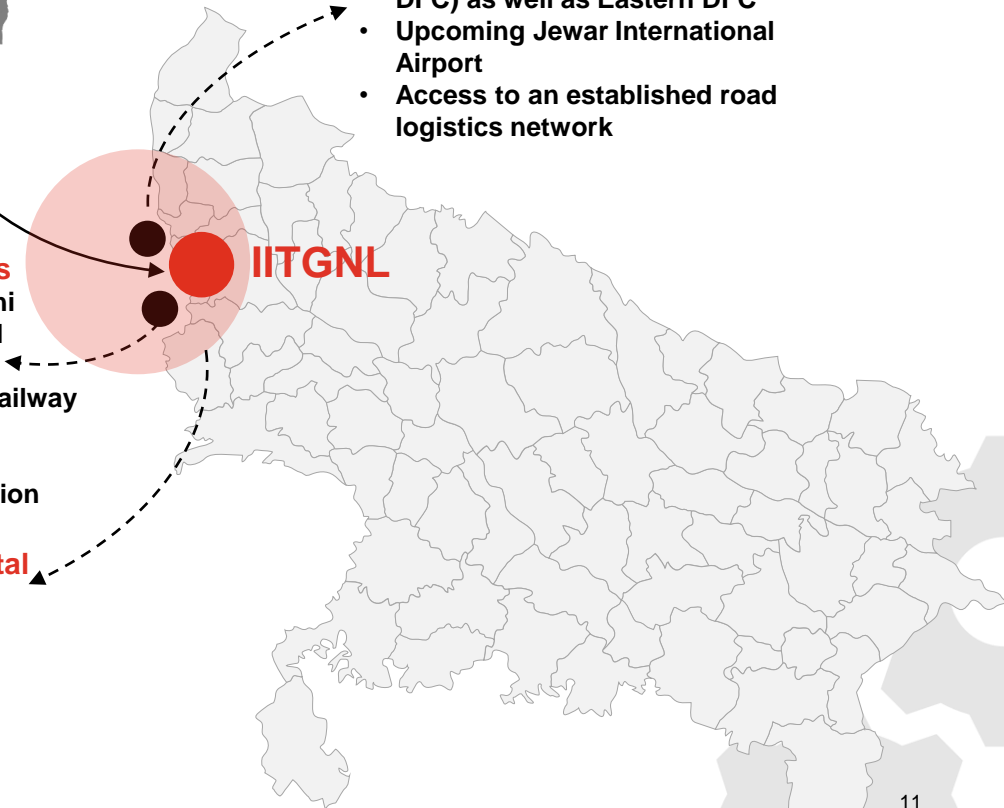 DFC) as well as Eastern DFC
• Upcoming Jewar International
Airport
• Access to an established road
logistics network
IITGNL
s
ni
ailway
ion
tal
11